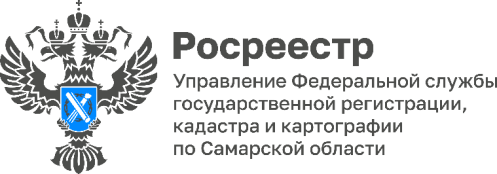 Росреестр
Управление Федеральной службы
государственной регистрации,
кадастра и картографии
по Самарской области